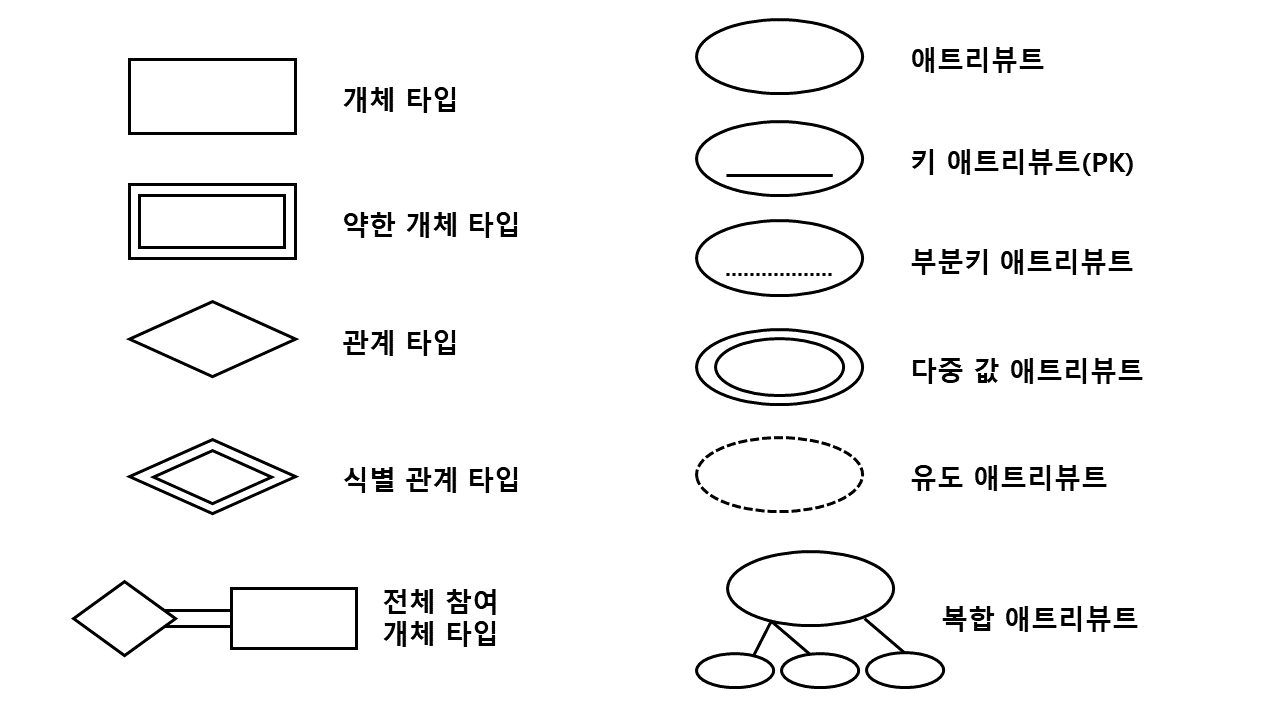 개체 타입
약한 개체 타입
관계 타입
식별 관계 타입
전체 참여
개체 타입
애트리뷰트
키 애트리뷰트(PK)
부분키 애트리뷰트
다중 값 애트리뷰트
유도 애트리뷰트
복합 애트리뷰트